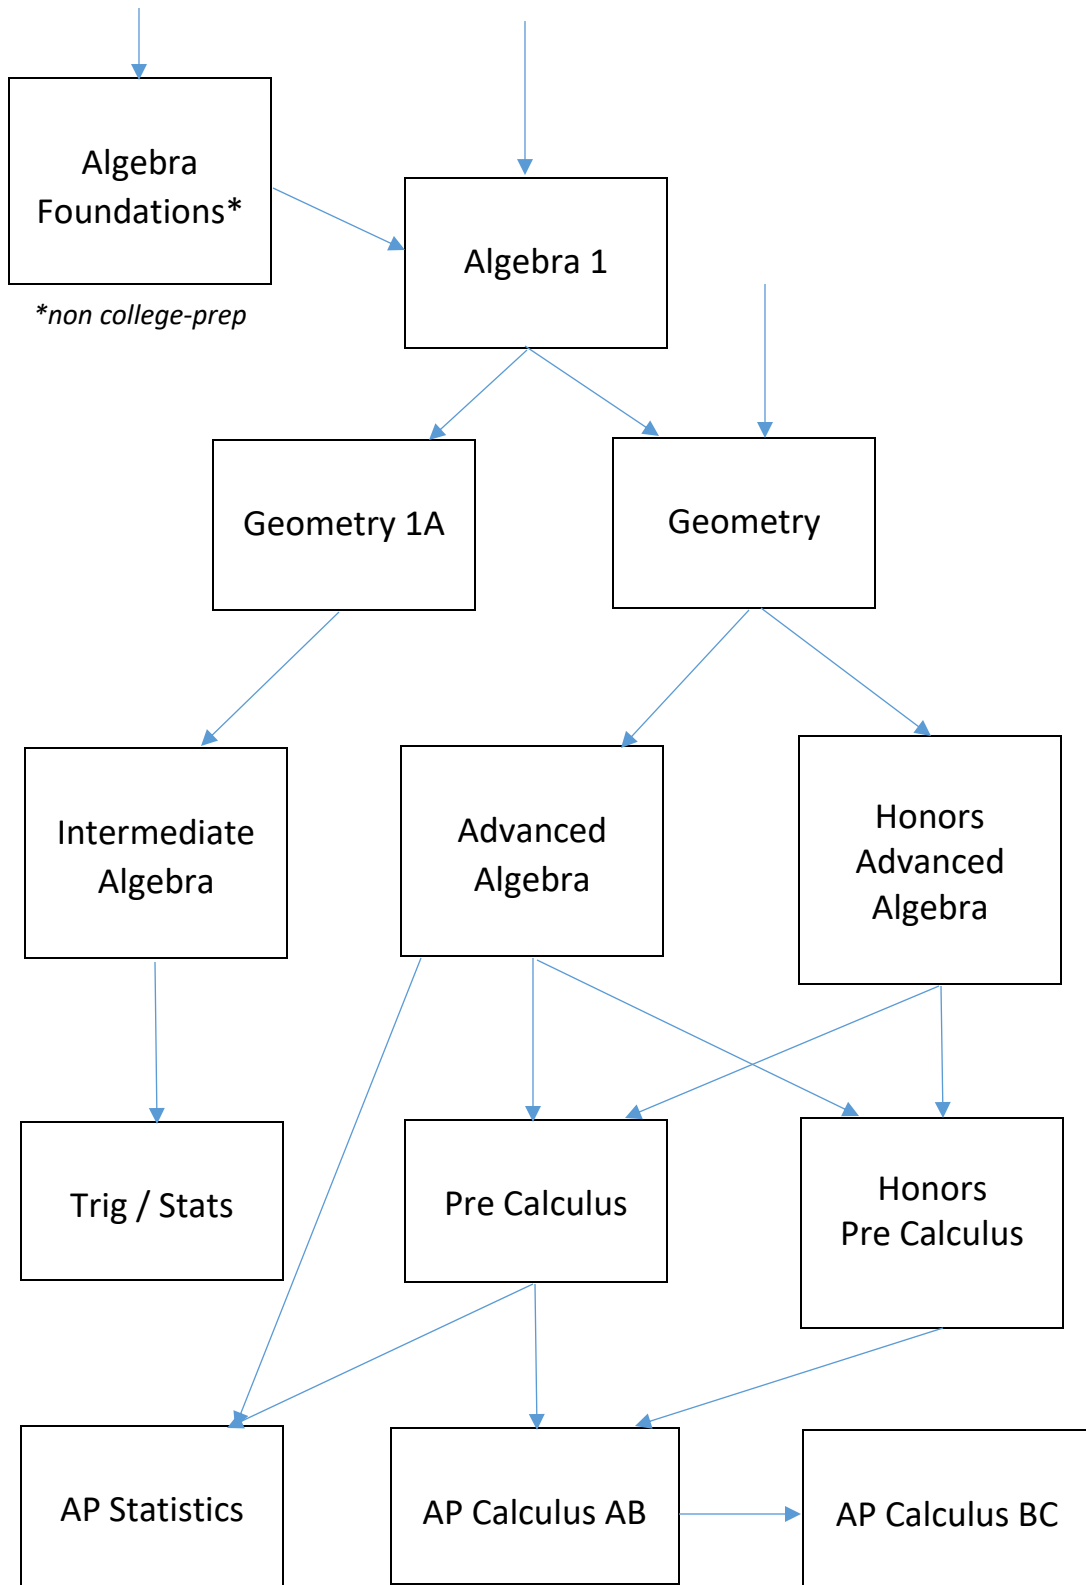 Algebra
Foundations*
Algebra 1
*non college-prep
Geometry 1A
Geometry
Intermediate
Algebra
Advanced
Algebra
Honors
Advanced
Algebra
Trig / Stats
Pre Calculus
Honors
Pre Calculus
AP Statistics
AP Calculus AB
AP Calculus BC